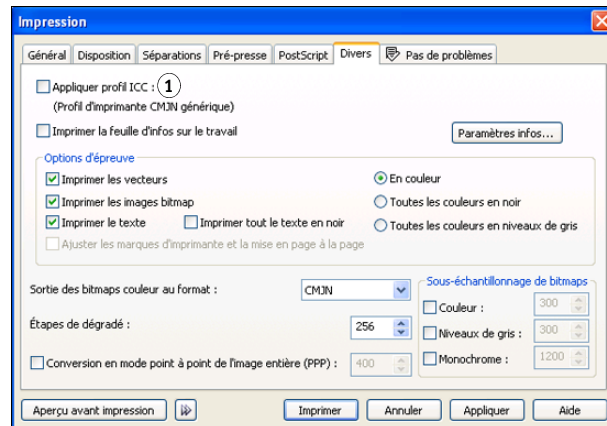 Impression
Général Disposition Séparations Pré-presse PostScript Divers Pas de problèmes
Appliquer profil ICC : 1
(Profil d'imprimante CMJN générique)
Imprimer la feuille d'infos sur le travail
Paramètres infos...
Options d'épreuve
Imprimer les vecteurs
En couleur
Imprimer les images bitmap
Toutes les couleurs en noir
Imprimer le texte Imprimer tout le texte en noir
Toutes les couleurs en niveaux de gris
Ajuster les marques d'imprimante et la mise en page à la page
Sortie des bitmaps couleur au format : CMJN
Sous-échantillonnage de bitmaps
Couleur : 300
Étapes de dégradé : 256
Niveaux de gris : 300
Conversion en mode point à point de l'image entière (PPP) : 400
Monochrome : 1200
Aperçu avant impression Imprimer Annuler Appliquer Aide